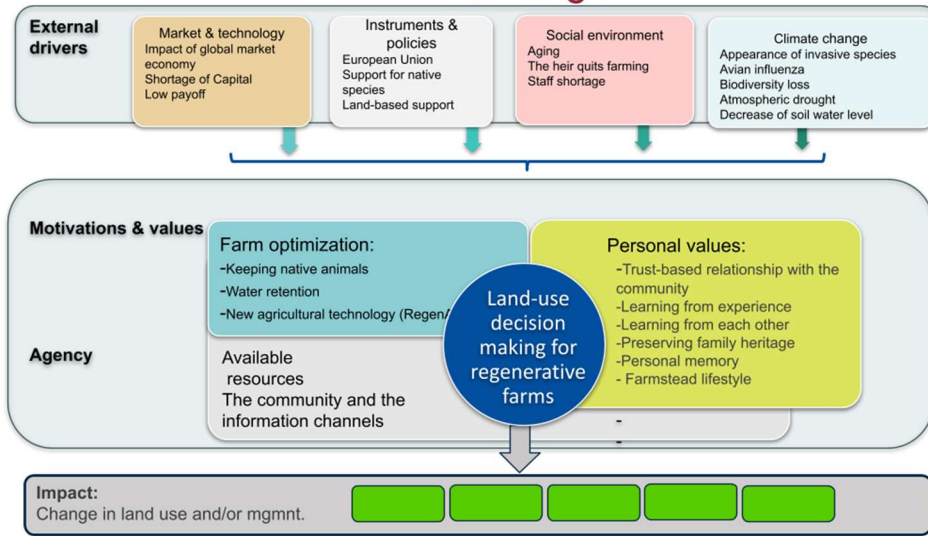 External
drivers
Market & technology
Impact of global market
economy
Shortage of Capital
Low payoff
Instruments &
policies
European Union
Support for native
species
Land-based support
Social environment
Aging
The heir quits farming
Staff shortage
Climate change
Appearance of invasive species
Avian influenza
Biodiversity loss
Atmospheric drought
Decrease of soil water level
Motivations & values
Farm optimization:
-Keeping native animals
-Water retention
-New agricultural technology
Personal values:
-Trust-based relationship with the
community
-Learning from experience
-Learning from each other
-Preserving family heritage
-Personal memory
- Farmstead lifestyle
Land-use
decision
making for
regenerative
farms
Agency
Available
resources
The community and the
information channels
-
-
Impact:
Change in land use and/or mgmnt.